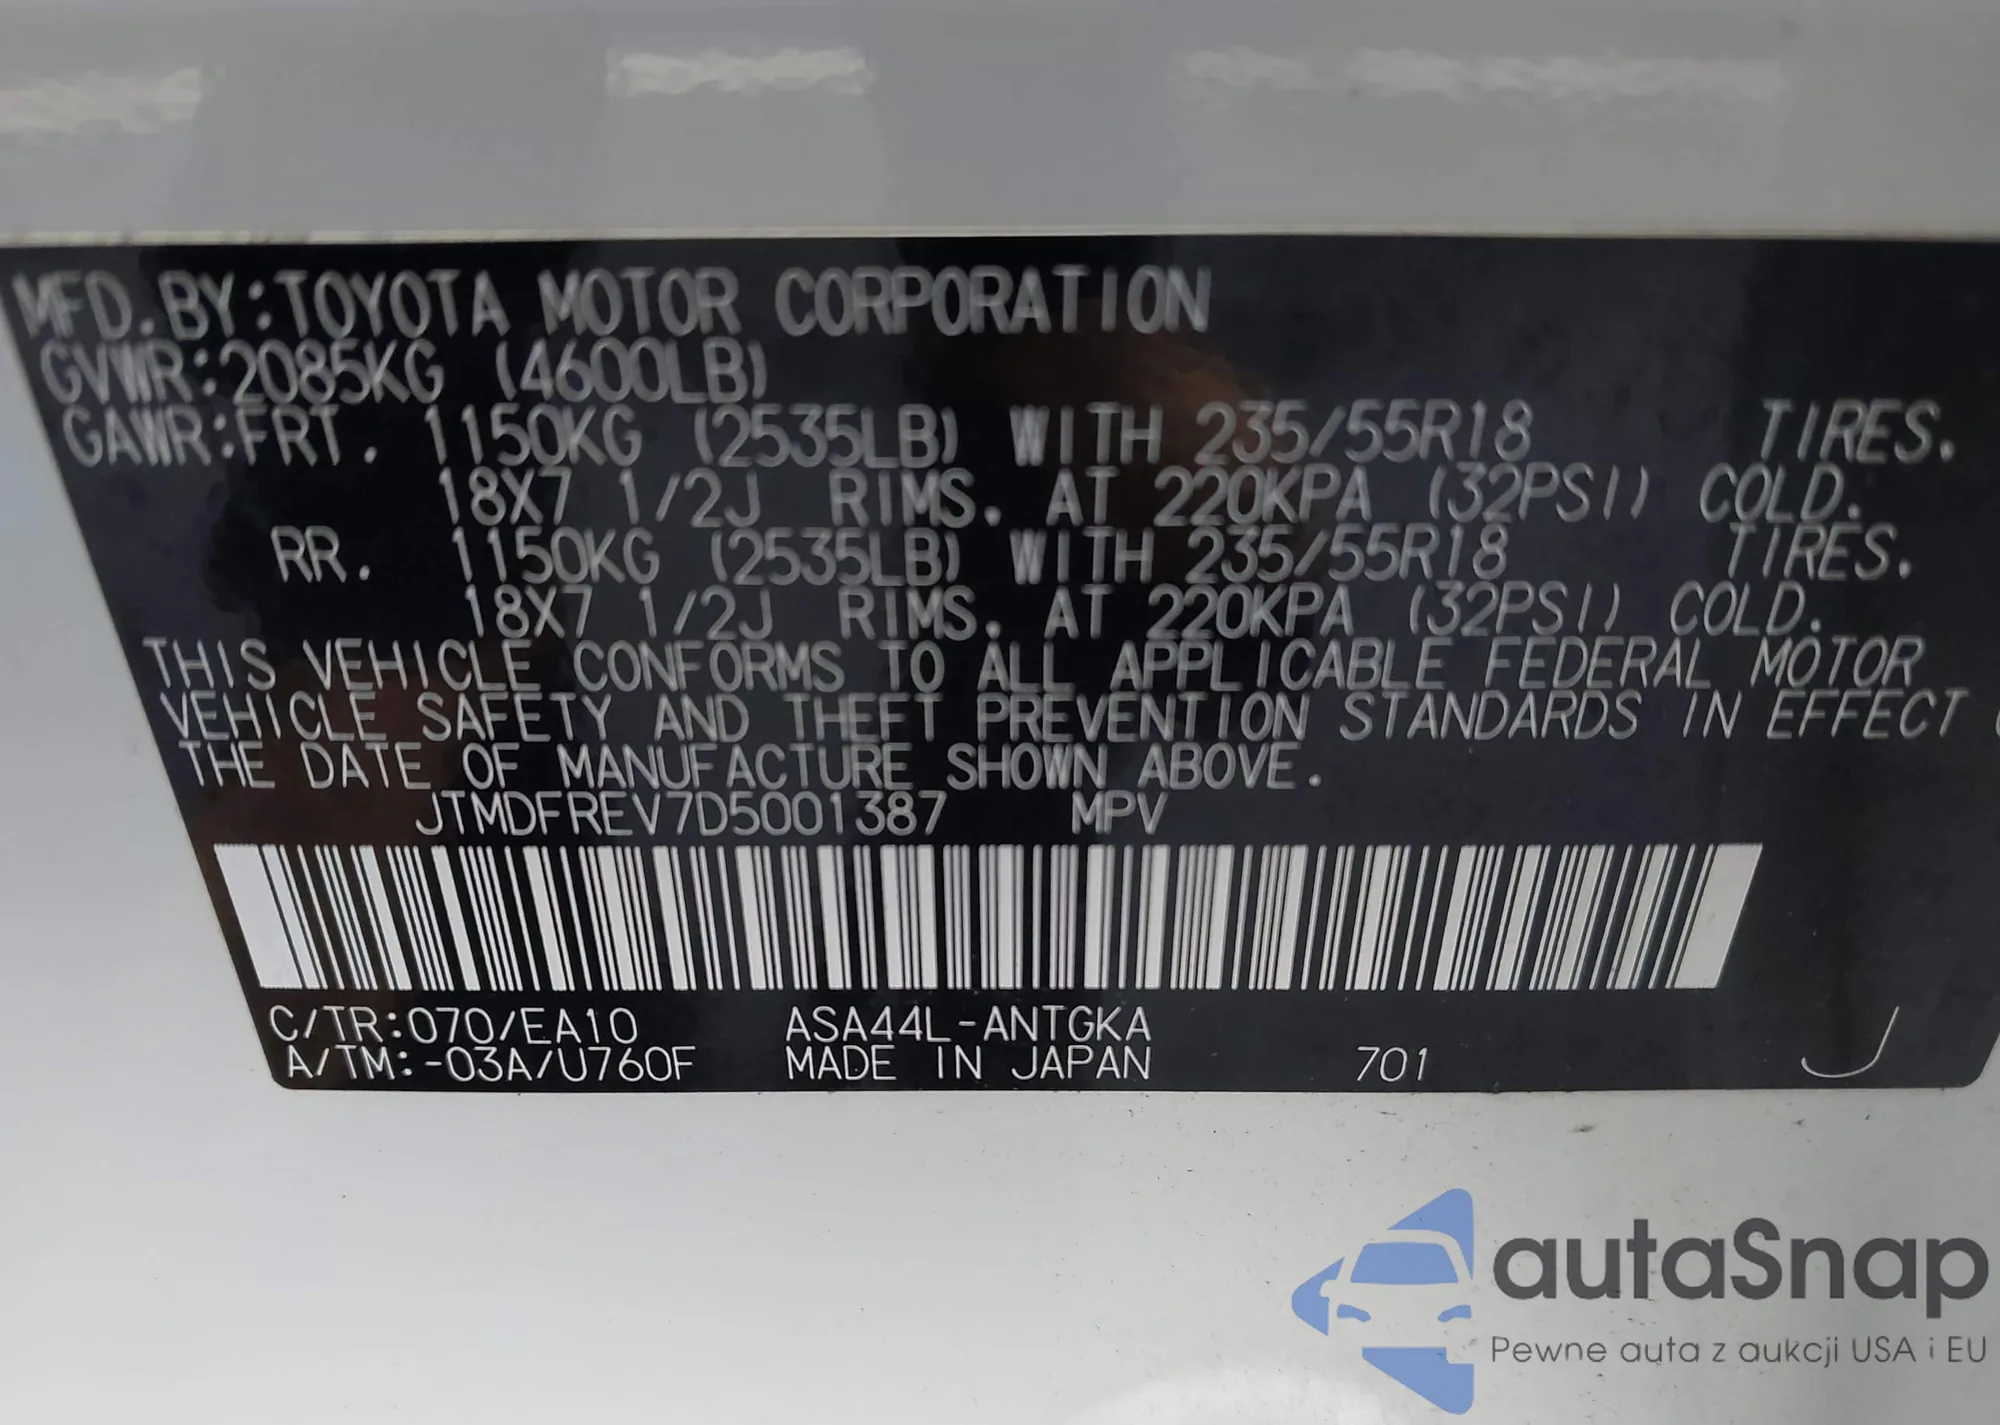 MFD. BY: TOYOTA MOTOR CORPORATION
GVWR: 2085KG (4600LB)
GAWR: FRT. 1150KG (2535LB) WITH 235/55R18 TIRES.
18X7 1/2J RIMS. AT 220KPA (32PSI) COLD.
RR. 1150KG (2535LB) WITH 235/55R18 TIRES.
18X7 1/2J RIMS. AT 220KPA (32PSI) COLD.
THIS VEHICLE CONFORMS TO ALL APPLICABLE FEDERAL MOTOR
VEHICLE SAFETY AND THEFT PREVENTION STANDARDS IN EFFECT
THE DATE OF MANUFACTURE SHOWN ABOVE.
JTMDFREV7D5001387 MPV
C/TR: 070/EA10 ASA44L-ANTGKA
A/TM: -03A/U760F MADE IN JAPAN 701 J
autaSnap
Pewne auta z aukcji USA i EU